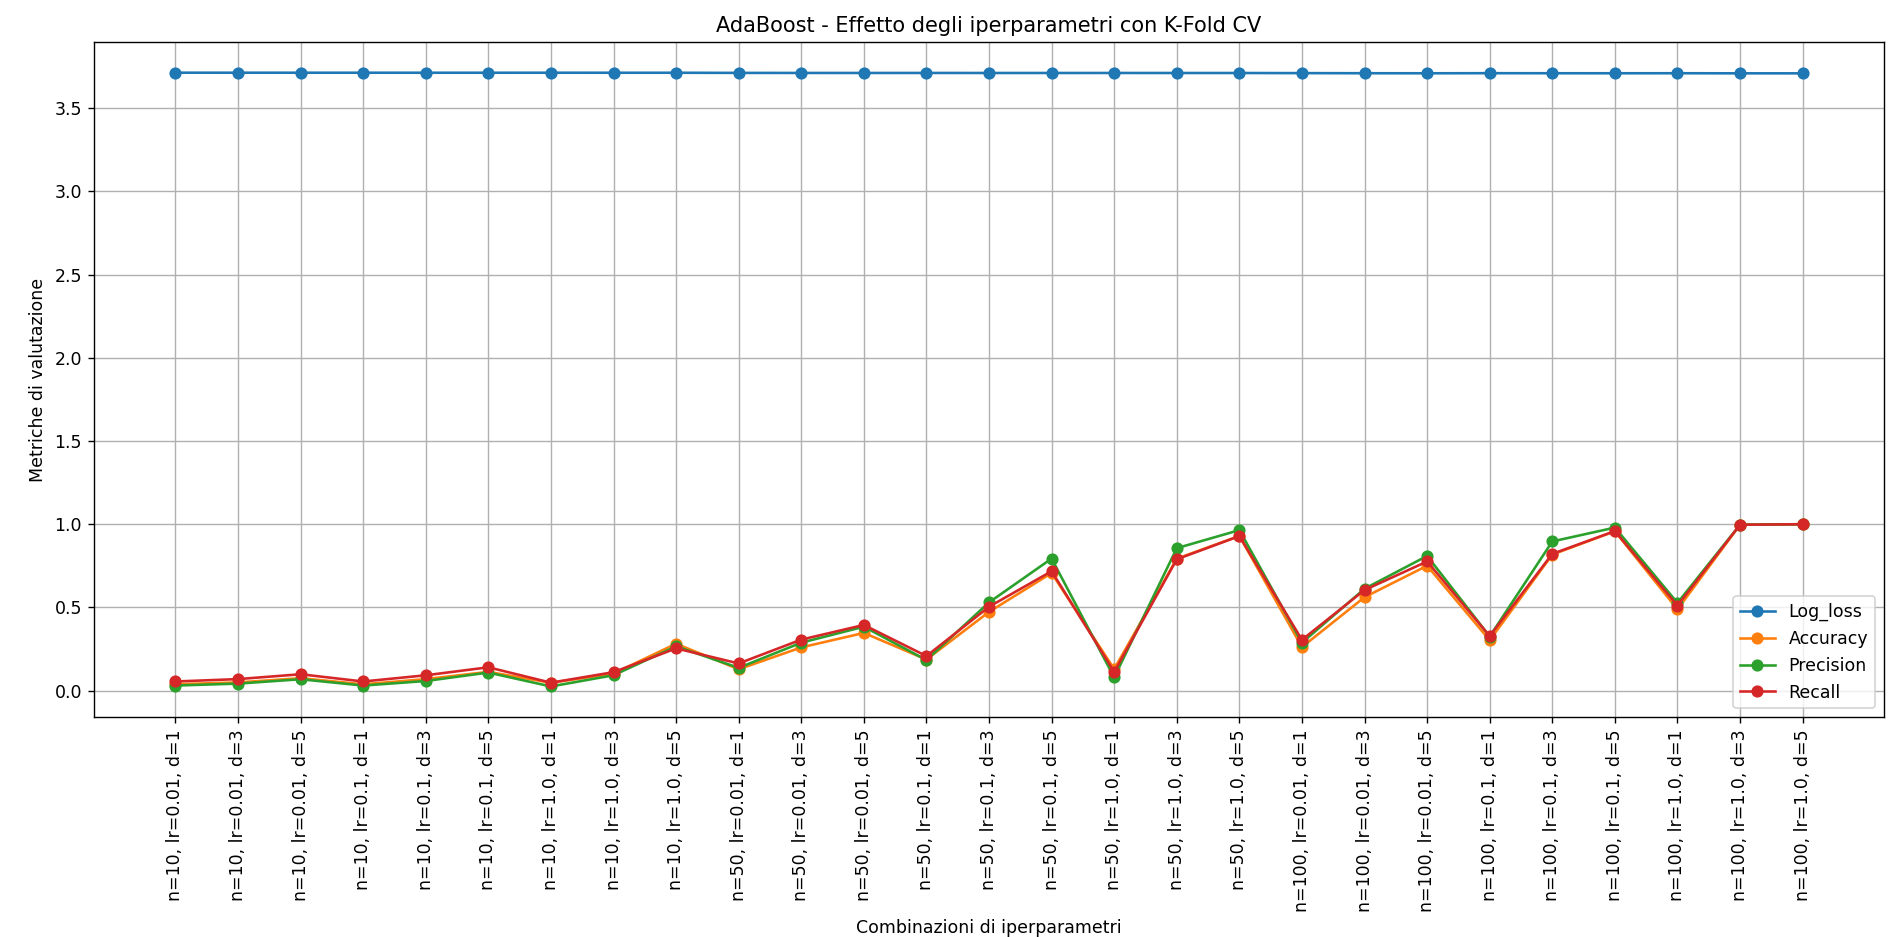 AdaBoost - Effetto degli iperparametri con K-Fold CV
Metriche di valutazione
3.5
3.0
2.5
2.0
1.5
1.0
0.5
0.0
Log_loss
Accuracy
Precision
Recall
n=10, lr=0.01, d=1
n=10, lr=0.01, d=3
n=10, lr=0.01, d=5
n=10, lr=0.1, d=1
n=10, lr=0.1, d=3
n=10, lr=0.1, d=5
n=10, lr=1.0, d=1
n=10, lr=1.0, d=3
n=10, lr=1.0, d=5
n=50, lr=0.01, d=1
n=50, lr=0.01, d=3
n=50, lr=0.01, d=5
n=50, lr=0.1, d=1
n=50, lr=0.1, d=3
n=50, lr=0.1, d=5
n=50, lr=1.0, d=1
n=50, lr=1.0, d=3
n=50, lr=1.0, d=5
n=100, lr=0.01, d=1
n=100, lr=0.01, d=3
n=100, lr=0.01, d=5
n=100, lr=0.1, d=1
n=100, lr=0.1, d=3
n=100, lr=0.1, d=5
n=100, lr=1.0, d=1
n=100, lr=1.0, d=3
n=100, lr=1.0, d=5
Combinazioni di iperparametri